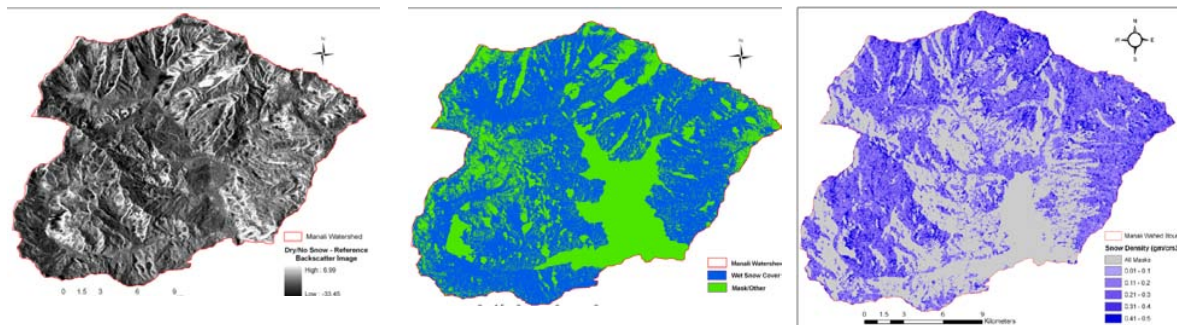 N
Manali Watershed
Dry/No Snow - Reference
Backscatter Image
High : 6.99
Low : -33.45
0 1.5 3 6 9
N
Manali Watershed
Wet Snow Cover
Mask/Other
N
E
S
Snow Density (gm/cm3)
All Masks
0.01 - 0.1
0.11 - 0.2
0.21 - 0.3
0.31 - 0.4
0.41 - 0.5
0 1.5 3 6 9
Kilometers